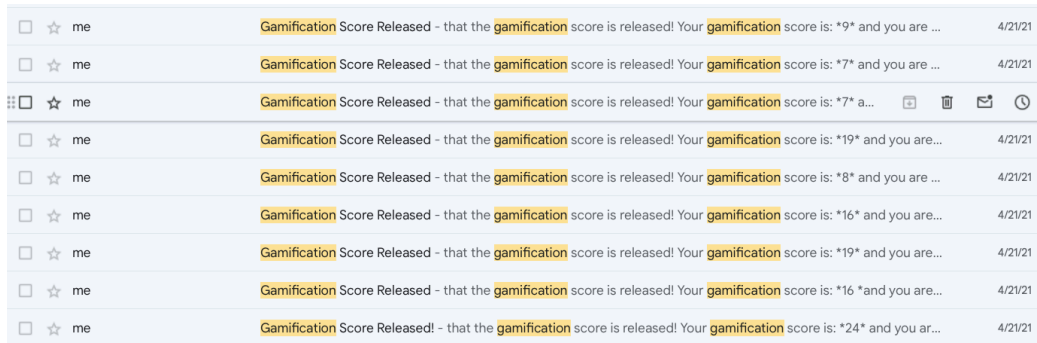 me Gamification Score Released - that the gamification score is released! Your gamification score is: *9* and you are ... 4/21/21
me Gamification Score Released - that the gamification score is released! Your gamification score is: *7* and you are ... 4/21/21
me Gamification Score Released - that the gamification score is released! Your gamification score is: *7* a...
me Gamification Score Released - that the gamification score is released! Your gamification score is: *19* and you are... 4/21/21
me Gamification Score Released - that the gamification score is released! Your gamification score is: *8* and you are ... 4/21/21
me Gamification Score Released - that the gamification score is released! Your gamification score is: *16* and you are... 4/21/21
me Gamification Score Released - that the gamification score is released! Your gamification score is: *19* and you are... 4/21/21
me Gamification Score Released - that the gamification score is released! Your gamification score is: *16 *and you are... 4/21/21
me Gamification Score Released! - that the gamification score is released! Your gamification score is: *24* and you ar... 4/21/21